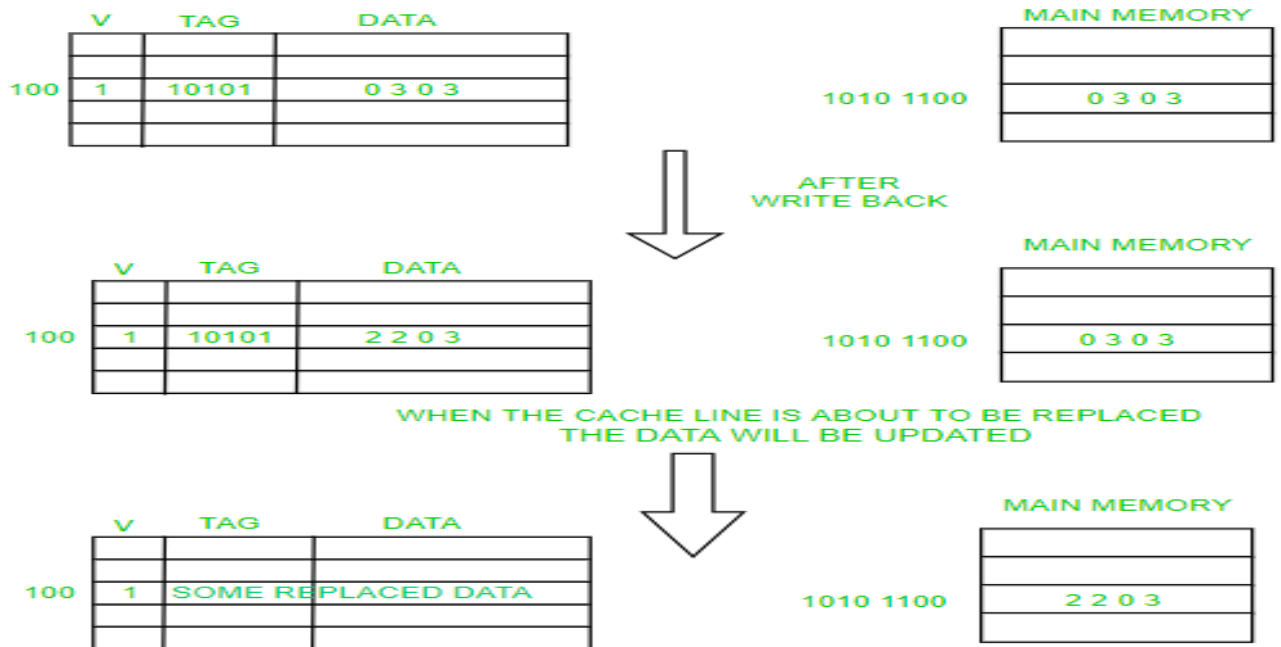 V TAG DATA MAIN MEMORY
100 1 10101 0 3 0 3 1010 1100 0 3 0 3
AFTER
WRITE BACK
V TAG DATA MAIN MEMORY
100 1 10101 2 2 0 3 1010 1100 0 3 0 3
WHEN THE CACHE LINE IS ABOUT TO BE REPLACED
THE DATA WILL BE UPDATED
V TAG DATA MAIN MEMORY
100 1 SOME REPLACED DATA 1010 1100 2 2 0 3